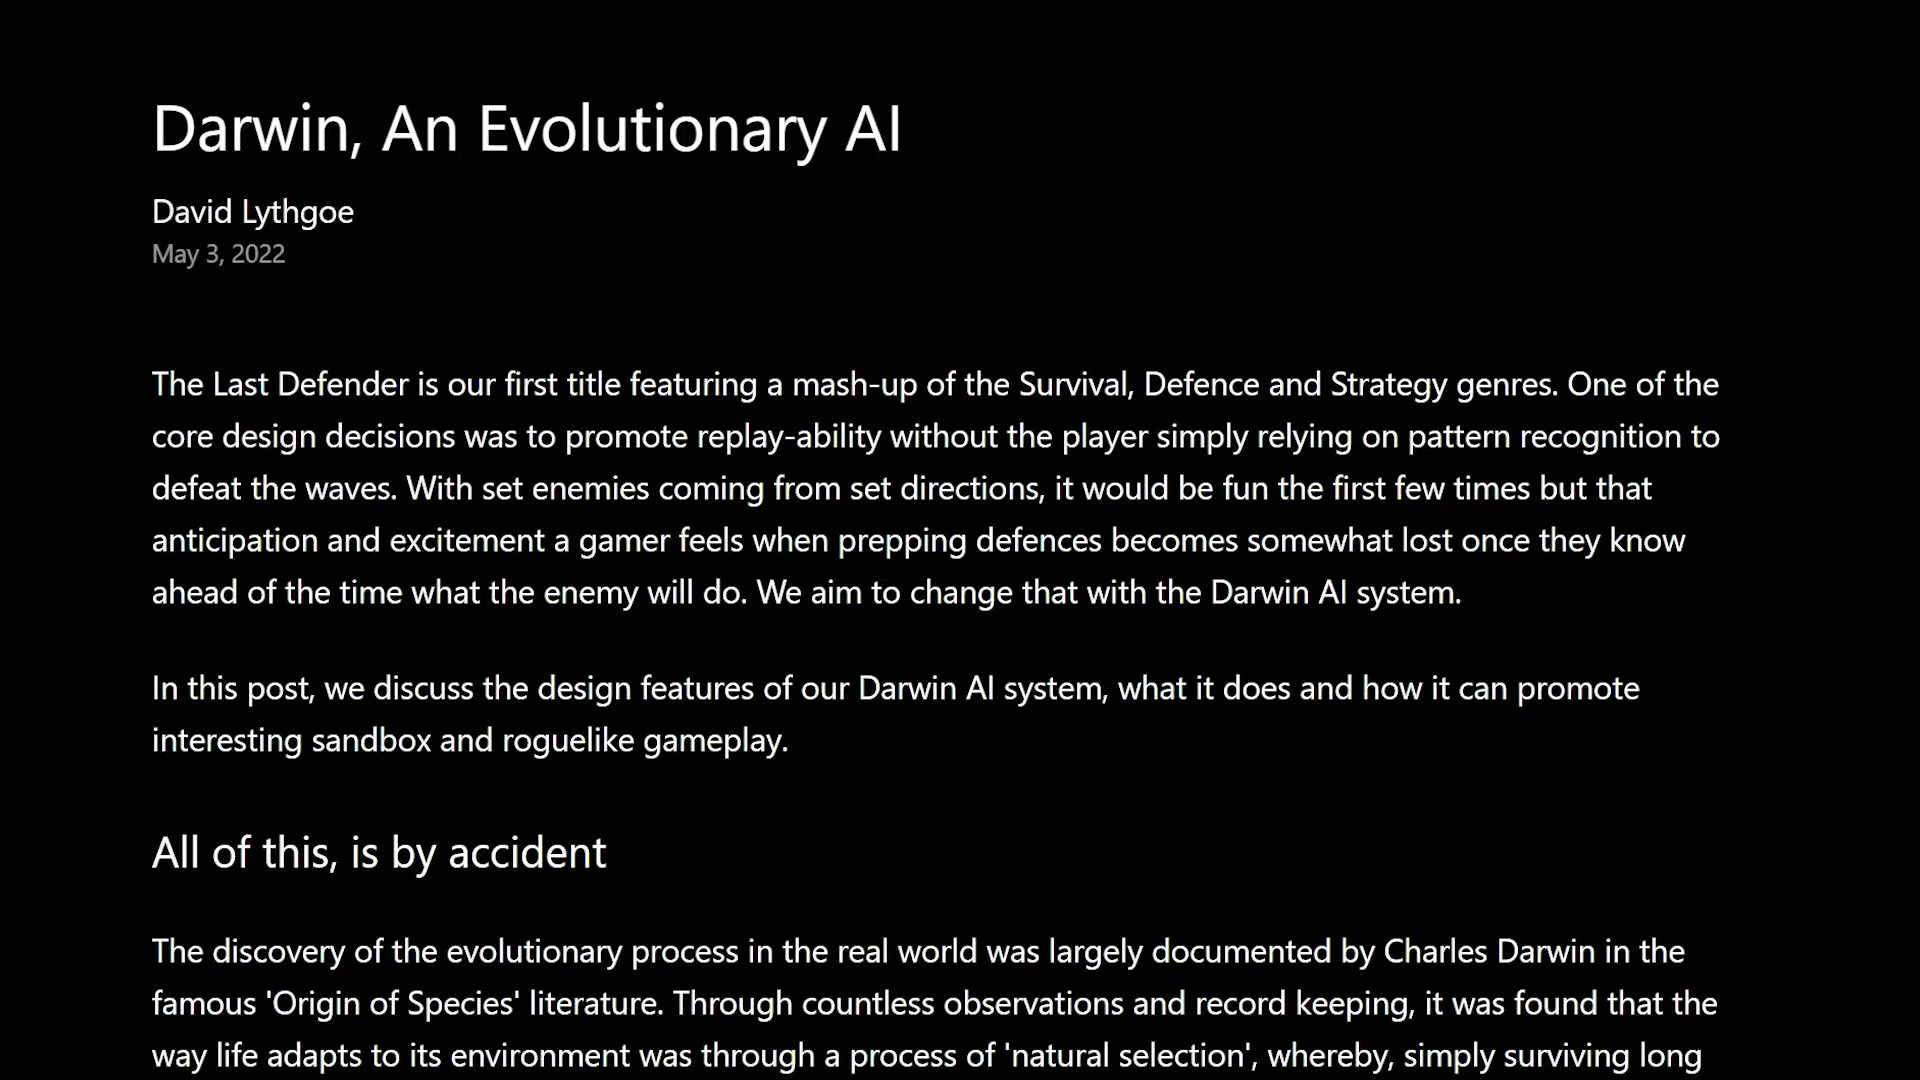 Darwin, An Evolutionary AI
David Lythgoe
May 3, 2022
The Last Defender is our first title featuring a mash-up of the Survival, Defence and Strategy genres. One of the
core design decisions was to promote replay-ability without the player simply relying on pattern recognition to
defeat the waves. With set enemies coming from set directions, it would be fun the first few times but that
anticipation and excitement a gamer feels when prepping defences becomes somewhat lost once they know
ahead of the time what the enemy will do. We aim to change that with the Darwin AI system.
In this post, we discuss the design features of our Darwin AI system, what it does and how it can promote
interesting sandbox and roguelike gameplay.
All of this, is by accident
The discovery of the evolutionary process in the real world was largely documented by Charles Darwin in the
famous 'Origin of Species' literature. Through countless observations and record keeping, it was found that the
way life adapts to its environment was through a process of 'natural selection', whereby, simply surviving long